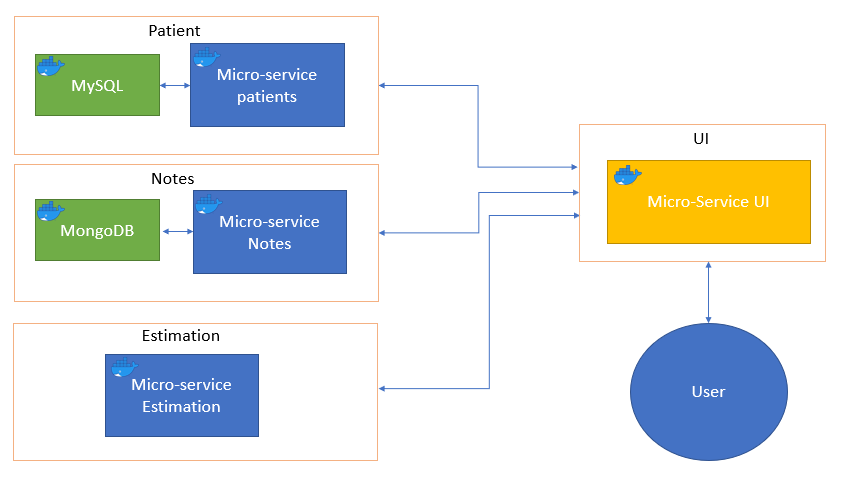 Patient
MySQL
Micro-service
patients
Notes
MongoDB
Micro-service
Notes
Estimation
Micro-service
Estimation
UI
Micro-Service UI
User